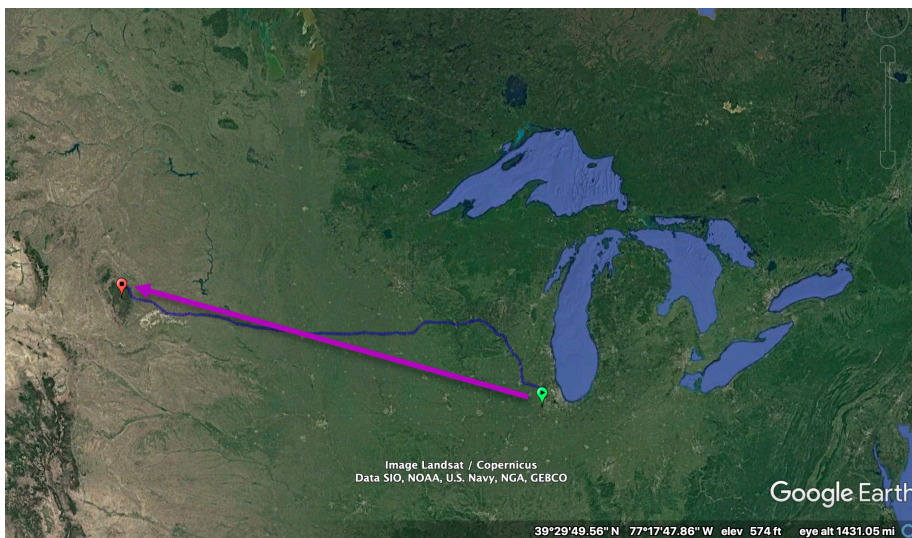 Image Landsat / Copernicus
Data SIO, NOAA, U.S. Navy, NGA, GEBCO
Google Earth
39°29'49.56" N 77°17'47.86" W elev 574 ft eye alt 1431.05 mi